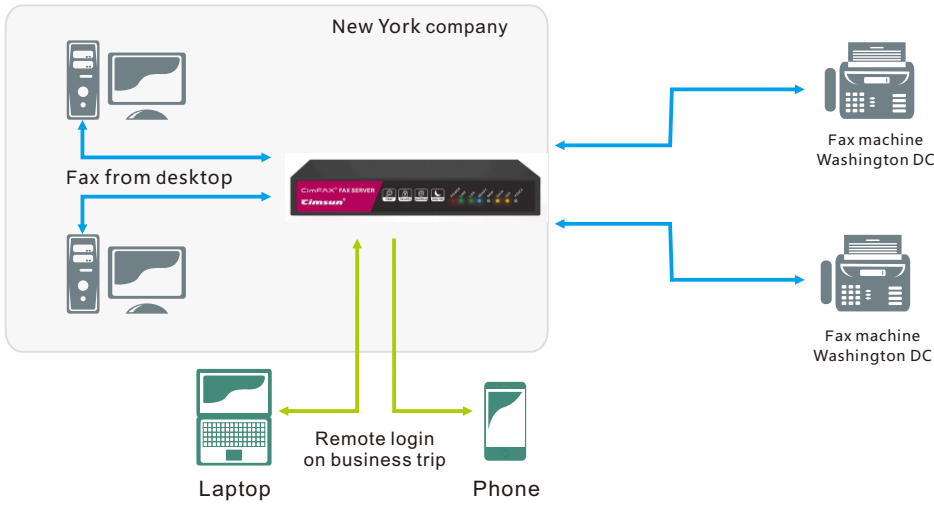 New York company
Fax from desktop
CimFAX® FAX SERVER
Cimsun®
Fax machine
Washington DC
Fax machine
Washington DC
Remote login
on business trip
Laptop
Phone